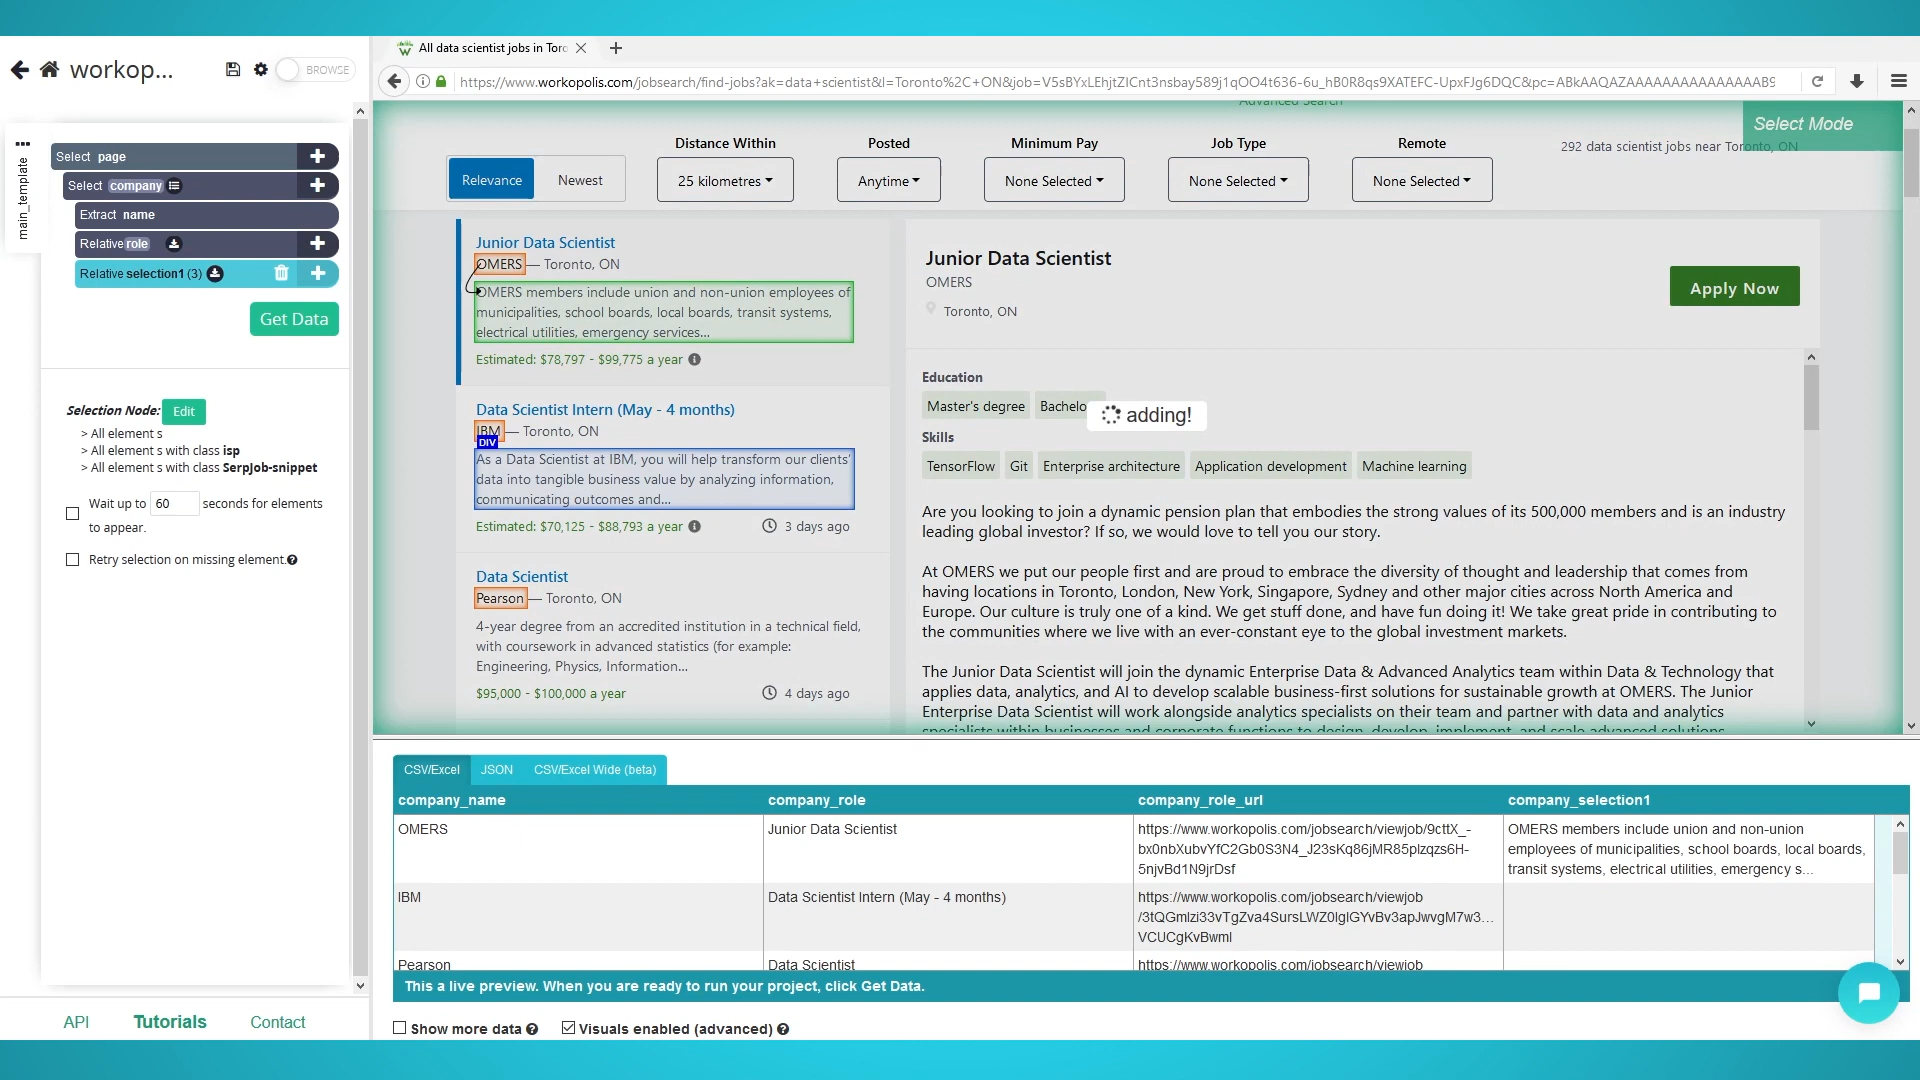 workop...
BROWSE
main_template
Select page
Select company
Extract name
Relative role
Relative selection1 (3)
Get Data
Selection Node: Edit
> All element s
> All element s with class isp
> All element s with class SerpJob-snippet
Wait up to 60 seconds for elements
to appear.
Retry selection on missing element.
API
Tutorials
Contact
All data scientist jobs in Toro
https://www.workopolis.com/jobsearch/find-jobs?ak=data+scientist&l=Toronto%2C+ON&job=V5sBYxLEhjtZICnt3nsbay589j1qOO4t636-6u_hB0R8qs9XATEFC-UpxFJg6DQC&pc=ABkAAQAZAAAAAAAAAAAAAAAB9
Advanced Search
Select Mode
Relevance
Newest
Distance Within
25 kilometres
Posted
Anytime
Minimum Pay
None Selected
Job Type
None Selected
Remote
None Selected
292 data scientist jobs near Toronto, ON
Junior Data Scientist
OMERS — Toronto, ON
OMERS members include union and non-union employees of
municipalities, school boards, local boards, transit systems,
electrical utilities, emergency services...
Estimated: $78,797 - $99,775 a year
Data Scientist Intern (May - 4 months)
IBM — Toronto, ON
DIV
As a Data Scientist at IBM, you will help transform our clients'
data into tangible business value by analyzing information,
communicating outcomes and...
Estimated: $70,125 - $88,793 a year
3 days ago
Data Scientist
Pearson — Toronto, ON
4-year degree from an accredited institution in a technical field,
with coursework in advanced statistics (for example:
Engineering, Physics, Information...
$95,000 - $100,000 a year
4 days ago
Junior Data Scientist
OMERS
Toronto, ON
Apply Now
Education
Master's degree
Bachelo
adding!
Skills
TensorFlow
Git
Enterprise architecture
Application development
Machine learning
Are you looking to join a dynamic pension plan that embodies the strong values of its 500,000 members and is an industry
leading global investor? If so, we would love to tell you our story.
At OMERS we put our people first and are proud to embrace the diversity of thought and leadership that comes from
having locations in Toronto, London, New York, Singapore, Sydney and other major cities across North America and
Europe. Our culture is truly one of a kind. We get stuff done, and have fun doing it! We take great pride in contributing to
the communities where we live with an ever-constant eye to the global investment markets.
The Junior Data Scientist will join the dynamic Enterprise Data & Advanced Analytics team within Data & Technology that
applies data, analytics, and AI to develop scalable business-first solutions for sustainable growth at OMERS. The Junior
Enterprise Data Scientist will work alongside analytics specialists on their team and partner with data and analytics
specialists within businesses and corporate functions to design, develop, implement, and scale advanced solutions
CSV/Excel
JSON
CSV/Excel Wide (beta)
company_name
company_role
company_role_url
company_selection1
OMERS
Junior Data Scientist
https://www.workopolis.com/jobsearch/viewjob/9cttX_-
bx0nbXubvYfC2Gb0S3N4_J23sKq86jMR85plzqzs6H-
5njvBd1N9jrDsf
OMERS members include union and non-union
employees of municipalities, school boards, local boards,
transit systems, electrical utilities, emergency s...
IBM
Data Scientist Intern (May - 4 months)
https://www.workopolis.com/jobsearch/viewjob
/3tQGmlzi33vTgZva4SursLWZ0lglGYvBv3apJwvgM7w3...
VCUCgKvBwml
Pearson
Data Scientist
https://www.workopolis.com/jobsearch/viewjob
This a live preview. When you are ready to run your project, click Get Data.
Show more data
Visuals enabled (advanced)